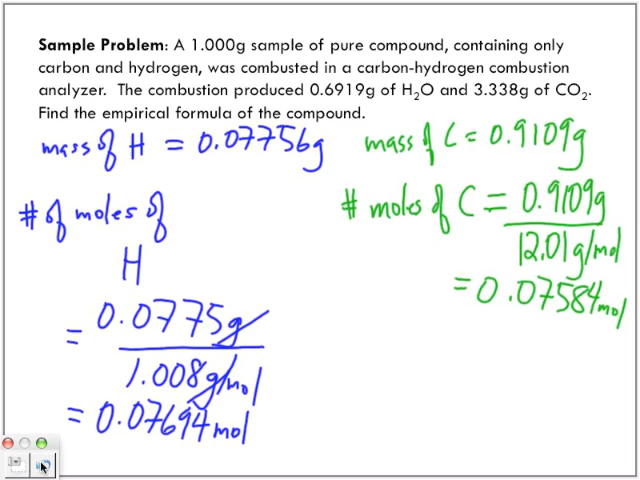 Sample Problem: A 1.000g sample of pure compound, containing only
carbon and hydrogen, was combusted in a carbon-hydrogen combustion
analyzer. The combustion produced 0.6919g of H₂O and 3.338g of CO₂.
Find the empirical formula of the compound.
mass of H = 0.07756g
# of moles of
H
= 0.0775g
1.008g/mol
= 0.07694 mol
mass of C = 0.9109g
# moles of C = 0.9109g
12.01g/mol
= 0.07584 mol